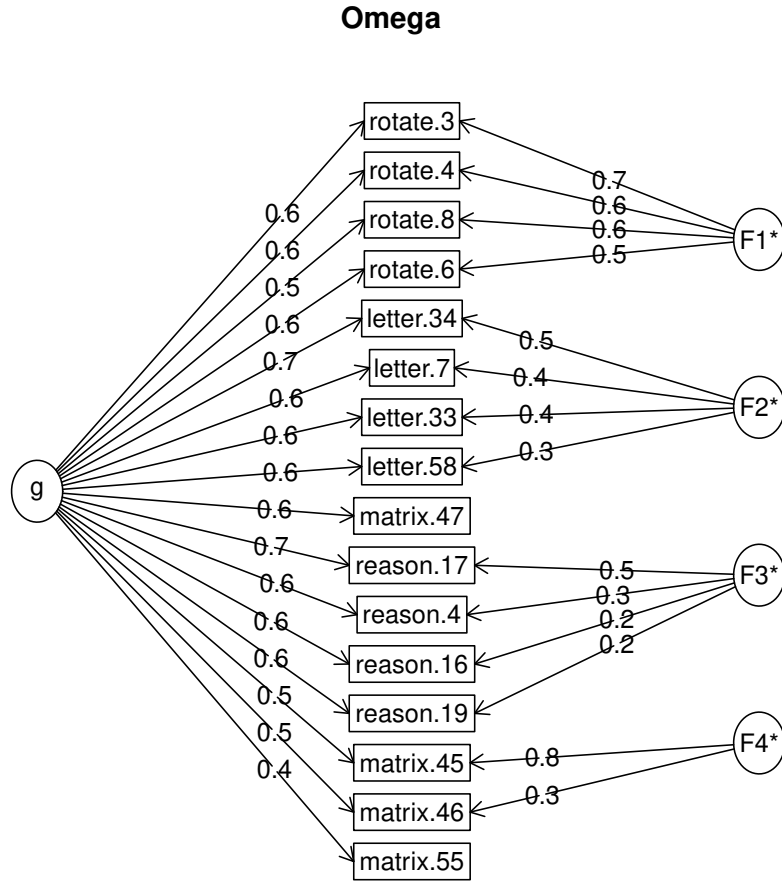 Omega
rotate.3
rotate.4
rotate.8
rotate.6
letter.34
letter.7
letter.33
letter.58
matrix.47
reason.17
reason.4
reason.16
reason.19
matrix.45
matrix.46
matrix.55
g
0.6
0.6
0.5
0.6
0.7
0.6
0.6
0.6
0.6
0.7
0.6
0.6
0.6
0.5
0.5
0.4
F1*
0.7
0.6
0.6
0.5
F2*
0.5
0.4
0.4
0.3
F3*
0.5
0.3
0.2
0.2
F4*
0.8
0.3